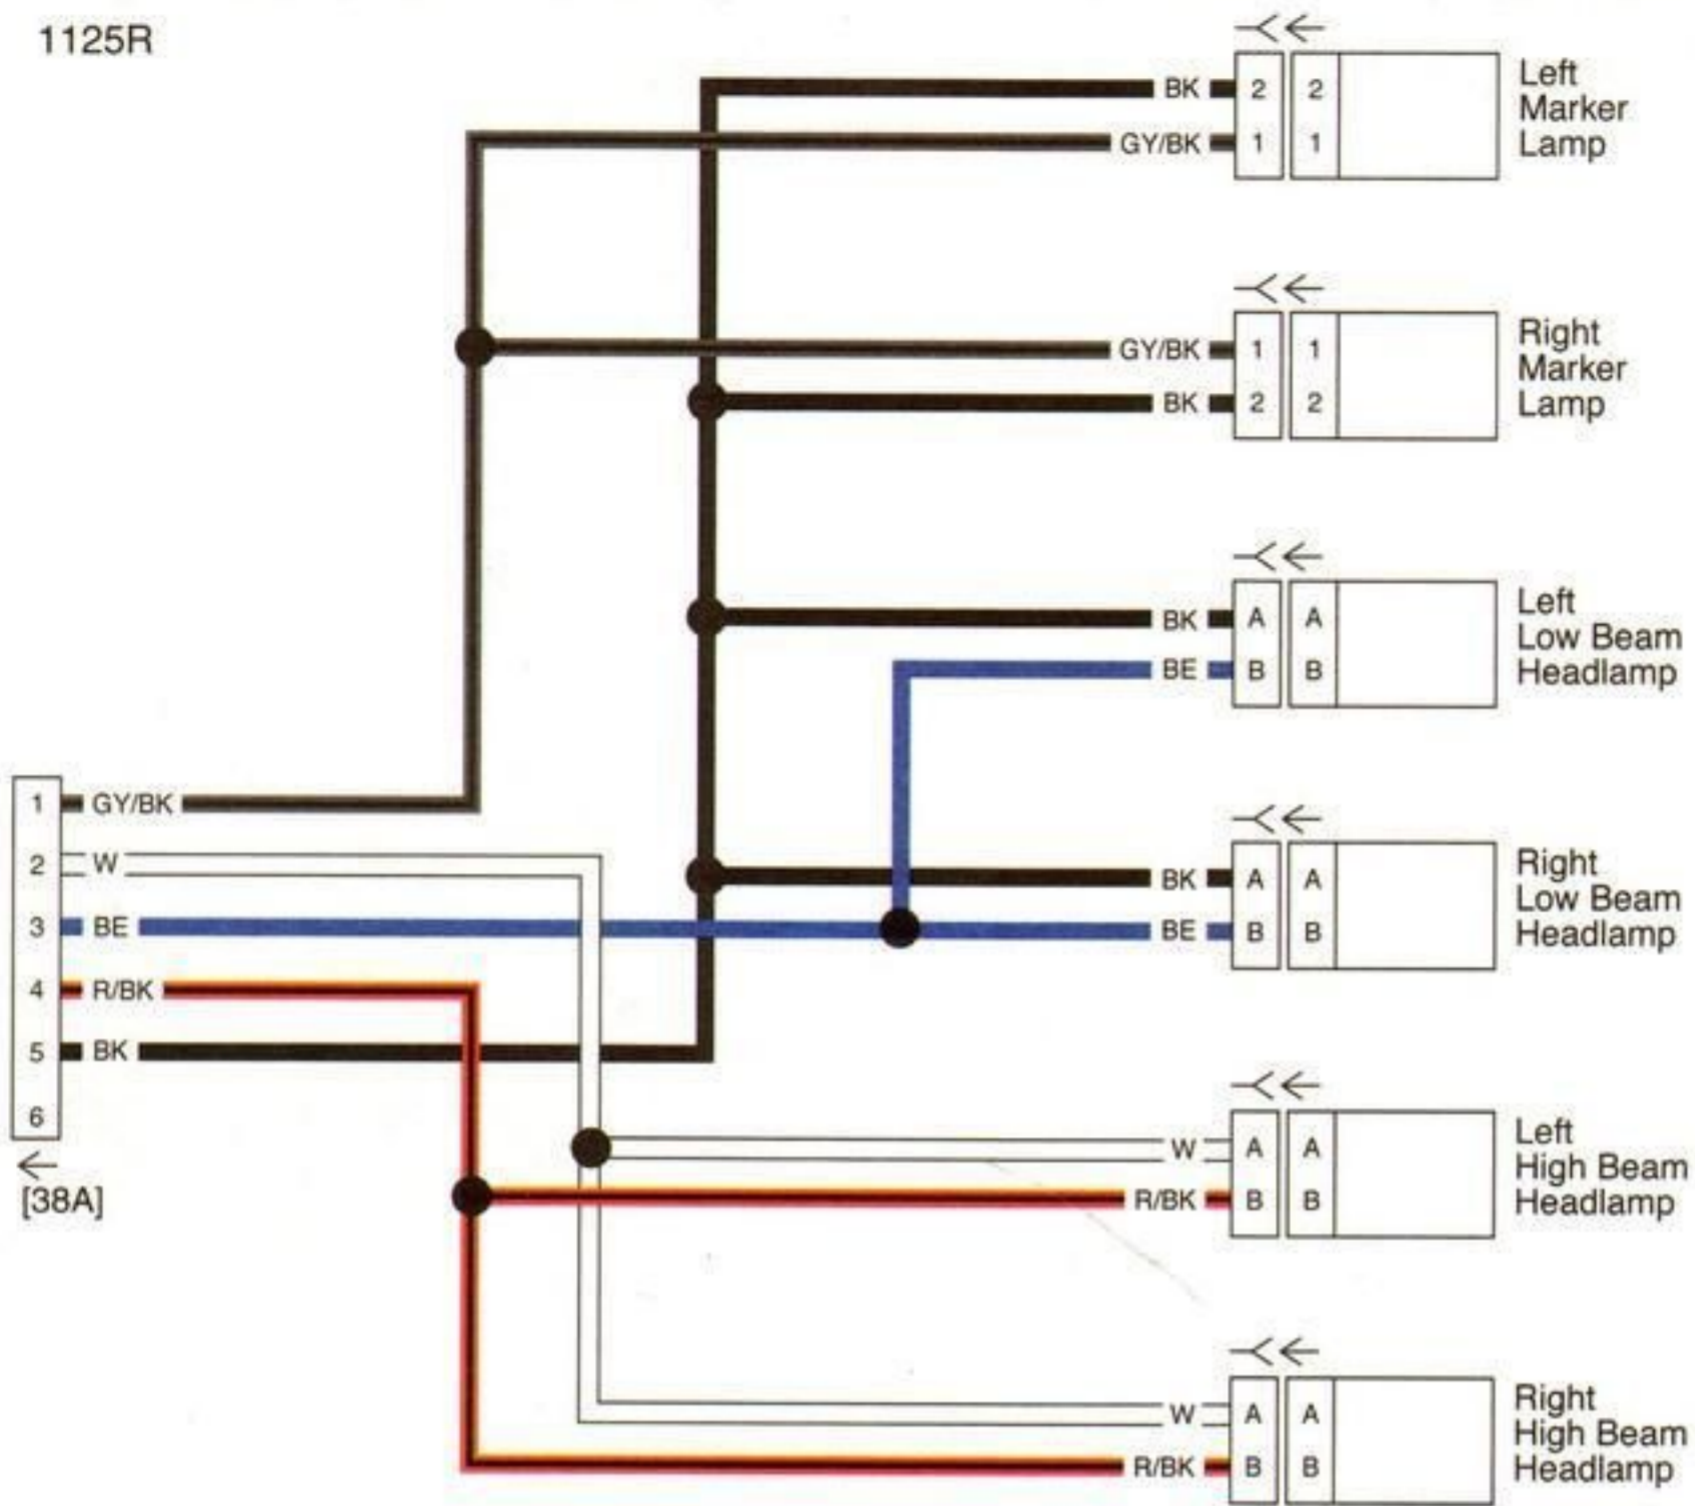 1125R
BK 2 2
GY/BK 1 1
Left
Marker
Lamp
GY/BK 1 1
BK 2 2
Right
Marker
Lamp
BK A A
BE B B
Left
Low Beam
Headlamp
1 GY/BK
2 W
3 BE
4 R/BK
5 BK
6
[38A]
BK A A
BE B B
Right
Low Beam
Headlamp
W A A
R/BK B B
Left
High Beam
Headlamp
W A A
R/BK B B
Right
High Beam
Headlamp